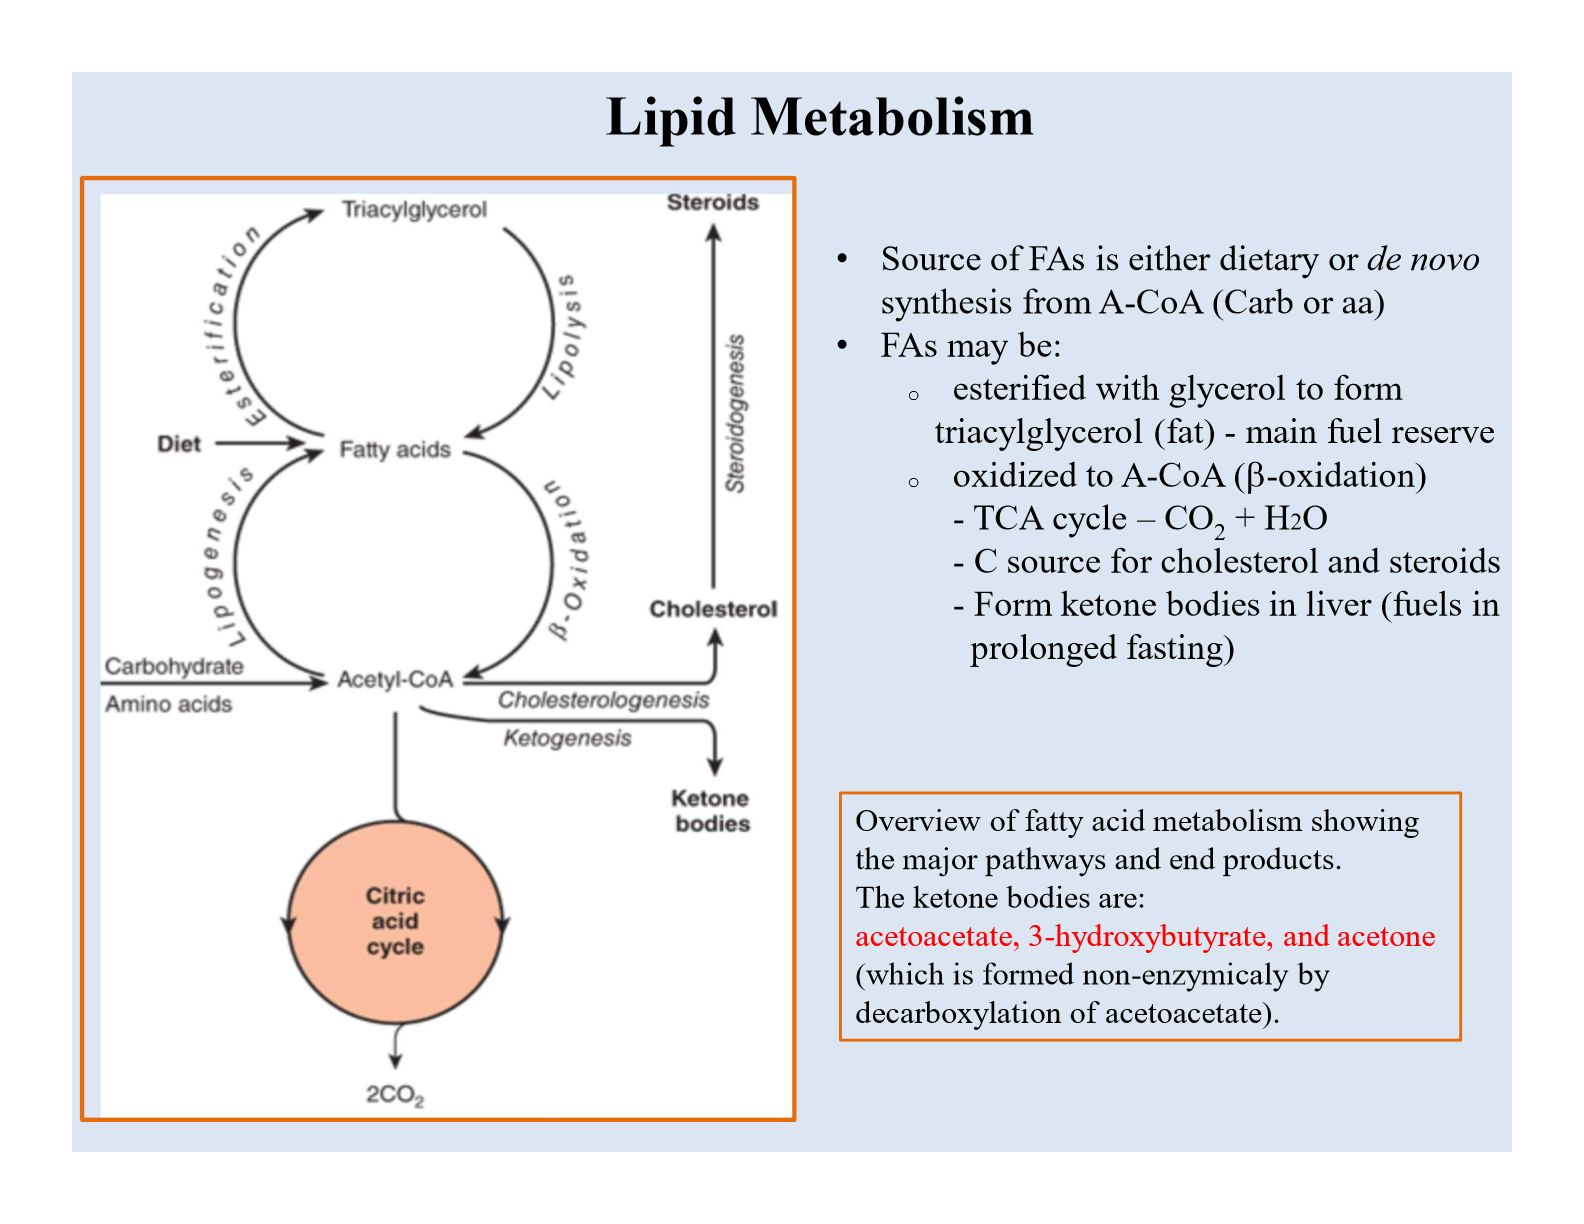 Lipid Metabolism
Triacylglycerol
Steroids
Esterification
Lipolysis
Steroidogenesis
Diet
Fatty acids
Lipogenesis
β-Oxidation
Cholesterol
Carbohydrate
Acetyl-CoA
Amino acids
Cholesterologenesis
Ketogenesis
Ketone
bodies
Citric
acid
cycle
2CO₂
• Source of FAs is either dietary or de novo
synthesis from A-CoA (Carb or aa)
• FAs may be:
o esterified with glycerol to form
triacylglycerol (fat) - main fuel reserve
o oxidized to A-CoA (β-oxidation)
- TCA cycle – CO₂ + H2O
- C source for cholesterol and steroids
- Form ketone bodies in liver (fuels in
prolonged fasting)
Overview of fatty acid metabolism showing
the major pathways and end products.
The ketone bodies are:
acetoacetate, 3-hydroxybutyrate, and acetone
(which is formed non-enzymicaly by
decarboxylation of acetoacetate).